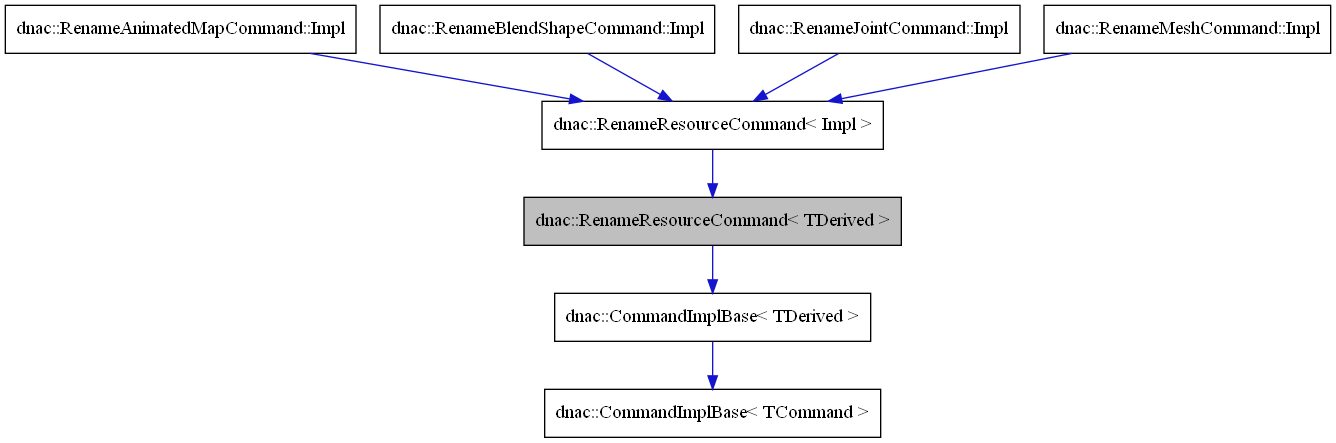 dnac::RenameAnimatedMapCommand::Impl
dnac::RenameBlendShapeCommand::Impl
dnac::RenameJointCommand::Impl
dnac::RenameMeshCommand::Impl
dnac::RenameResourceCommand< Impl >
dnac::RenameResourceCommand< TDerived >
dnac::CommandImplBase< TDerived >
dnac::CommandImplBase< TCommand >